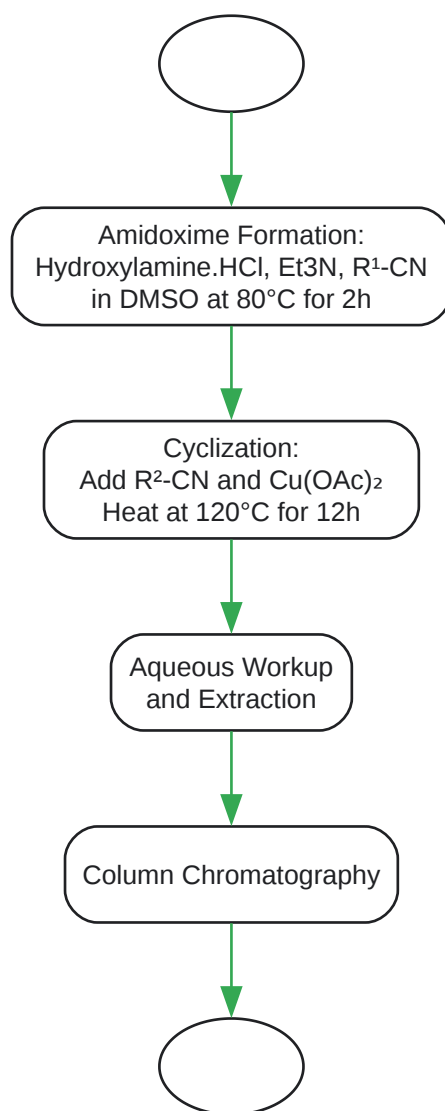 Amidoxime Formation:
Hydroxylamine.HCl, Et3N, R¹-CN
in DMSO at 80°C for 2h
Cyclization:
Add R²-CN and Cu(OAc)₂
Heat at 120°C for 12h
Aqueous Workup
and Extraction
Column Chromatography